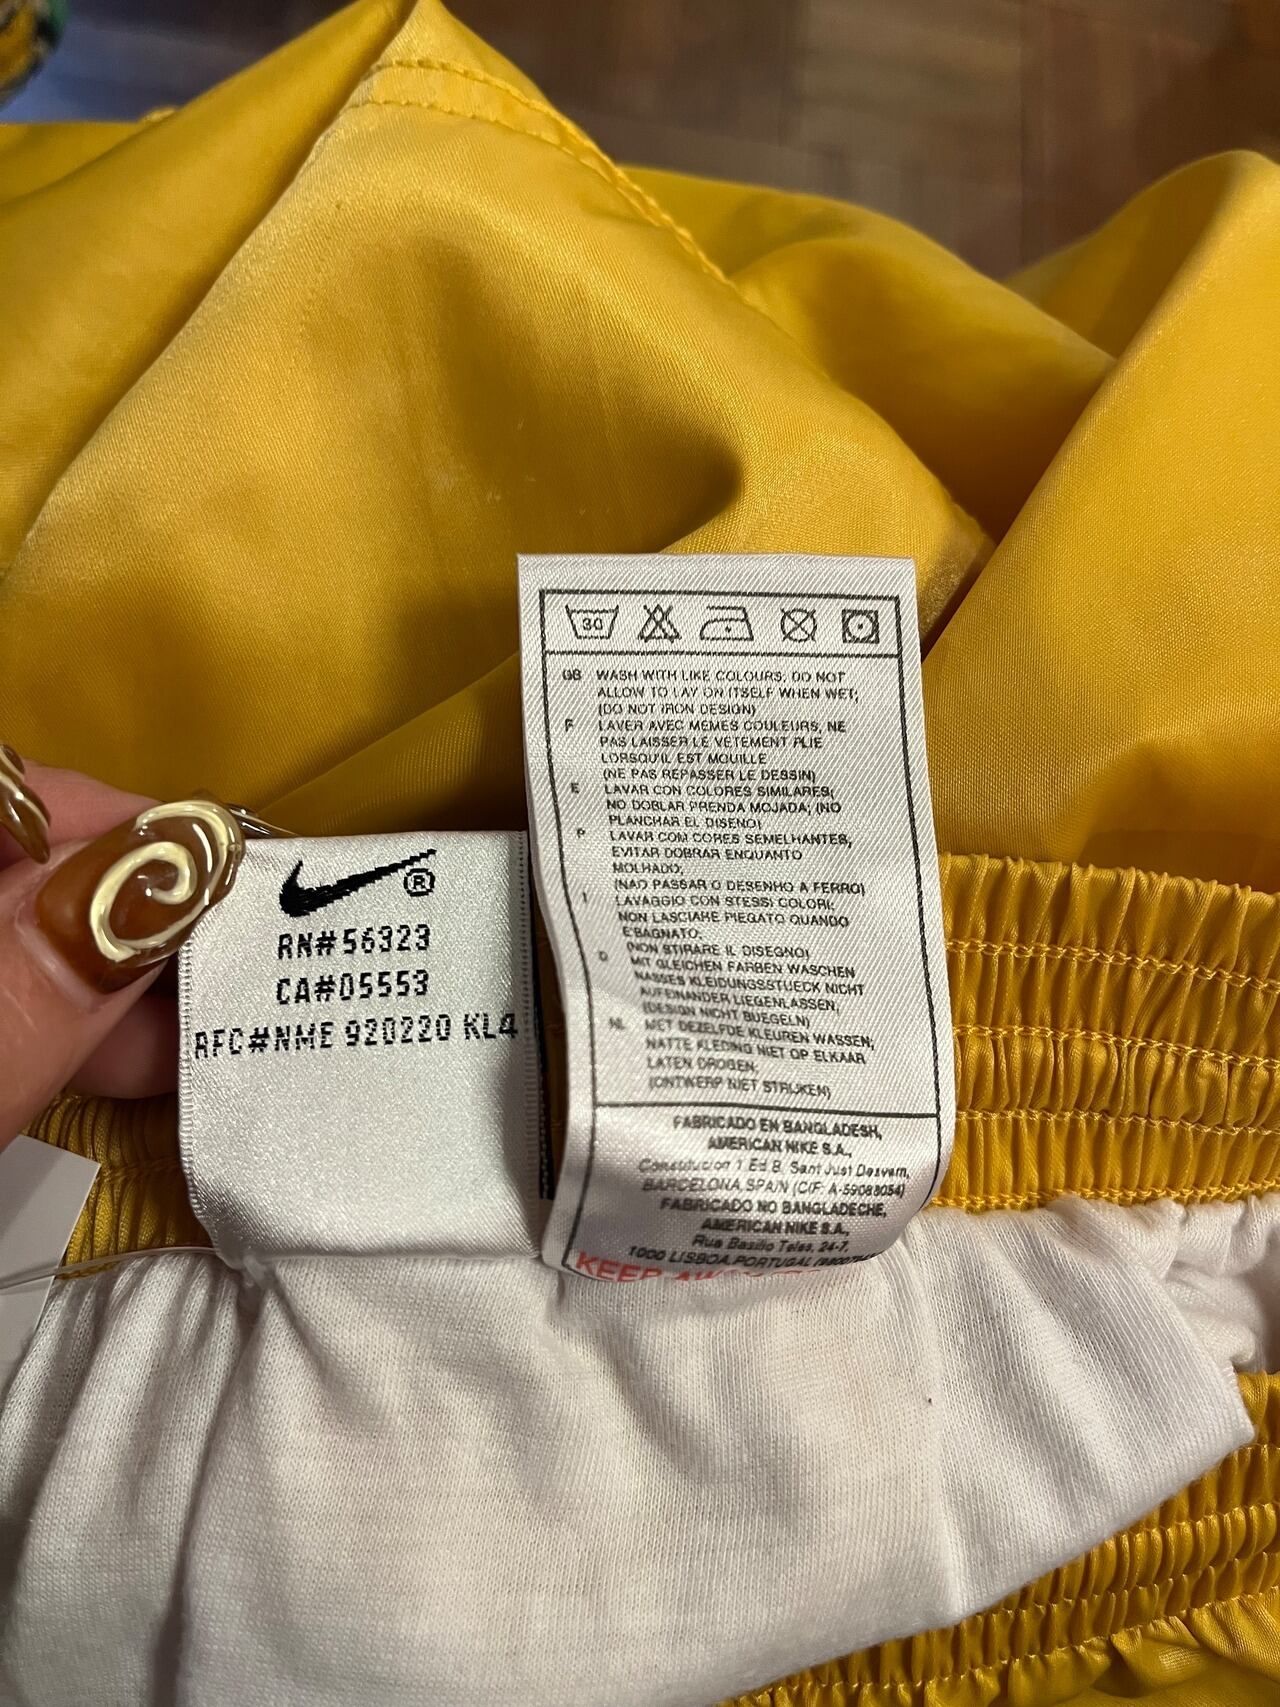 ®
RN#56323
CA#05553
RFC#NME 920220 KL4
30
GB WASH WITH LIKE COLOURS; DO NOT
ALLOW TO LAY ON ITSELF WHEN WET;
(DO NOT IRON DESIGN)
F LAVER AVEC MEMES COULEURS, NE
PAS LAISSER LE VETEMENT PLIE
LORSQU'IL EST MOUILLE
(NE PAS REPASSER LE DESSIN)
E LAVAR CON COLORES SIMILARES;
NO DOBLAR PRENDA MOJADA; (NO
PLANCHAR EL DISENO)
P LAVAR COM CORES SEMELHANTES,
EVITAR DOBRAR ENQUANTO
MOLHADO;
(NAO PASSAR O DESENHO A FERRO)
I LAVAGGIO CON STESSI COLORI;
NON LASCIARE PIEGATO QUANDO
E'BAGNATO;
(NON STIRARE IL DISEGNO)
D MIT GLEICHEN FARBEN WASCHEN
NASSES KLEIDUNGSSTUECK NICHT
AUFEINANDER LIEGENLASSEN,
(DESIGN NICHT BUEGELN)
NL MET DEZELFDE KLEUREN WASSEN;
NATTE KLEDING NIET OP ELKAAR
LATEN DROGEN;
(ONTWERP NIET STRIJKEN)
FABRICADO EN BANGLADESH,
AMERICAN NIKE S.A.,
Constitucion 1 Ed 8, Sant Just Desvern,
BARCELONA, SPAIN (CIF: A-59083054)
FABRICADO NO BANGLADECHE,
AMERICAN NIKE S.A.,
Rua Basilio Teles, 24-7,
1000 LISBOA, PORTUGAL
KEEP